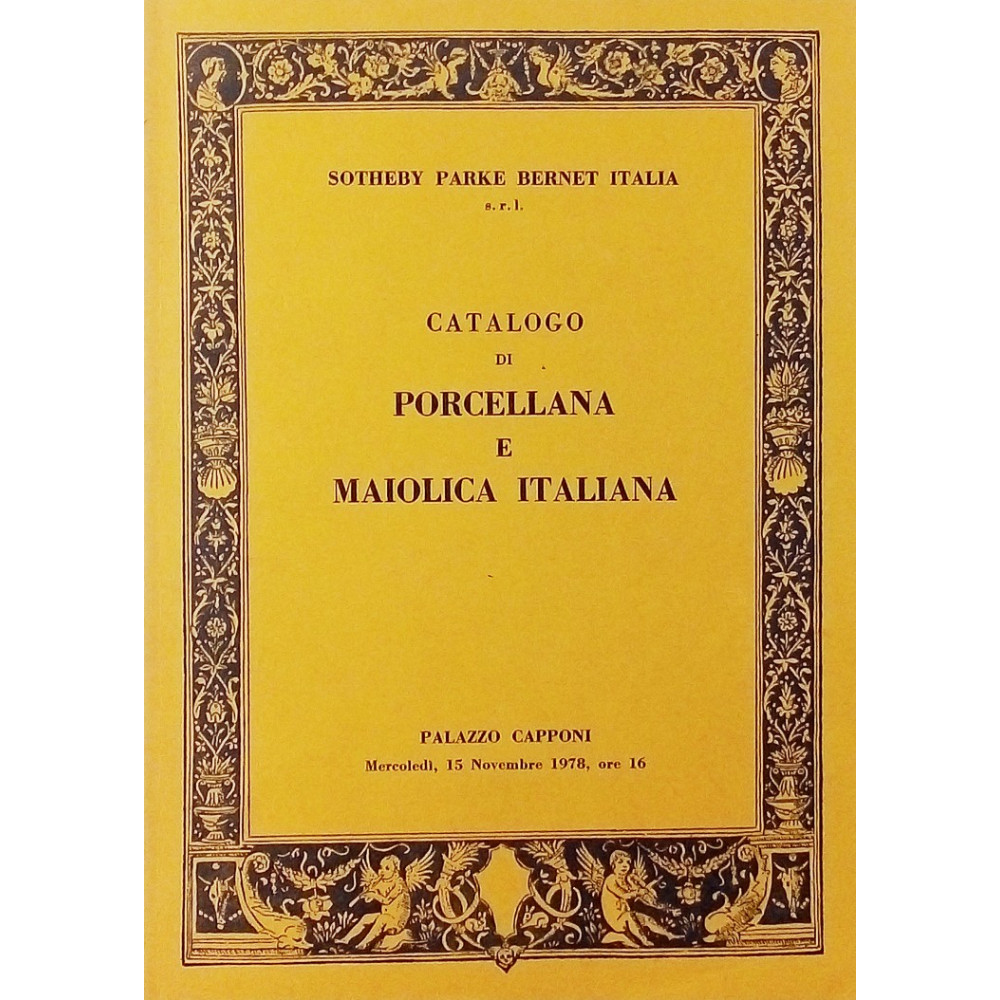 SOTHEBY PARKE BERNET ITALIA
s. r. l.
CATALOGO
DI
PORCELLANA
E
MAIOLICA ITALIANA
PALAZZO CAPPONI
Mercoledì, 15 Novembre 1978, ore 16